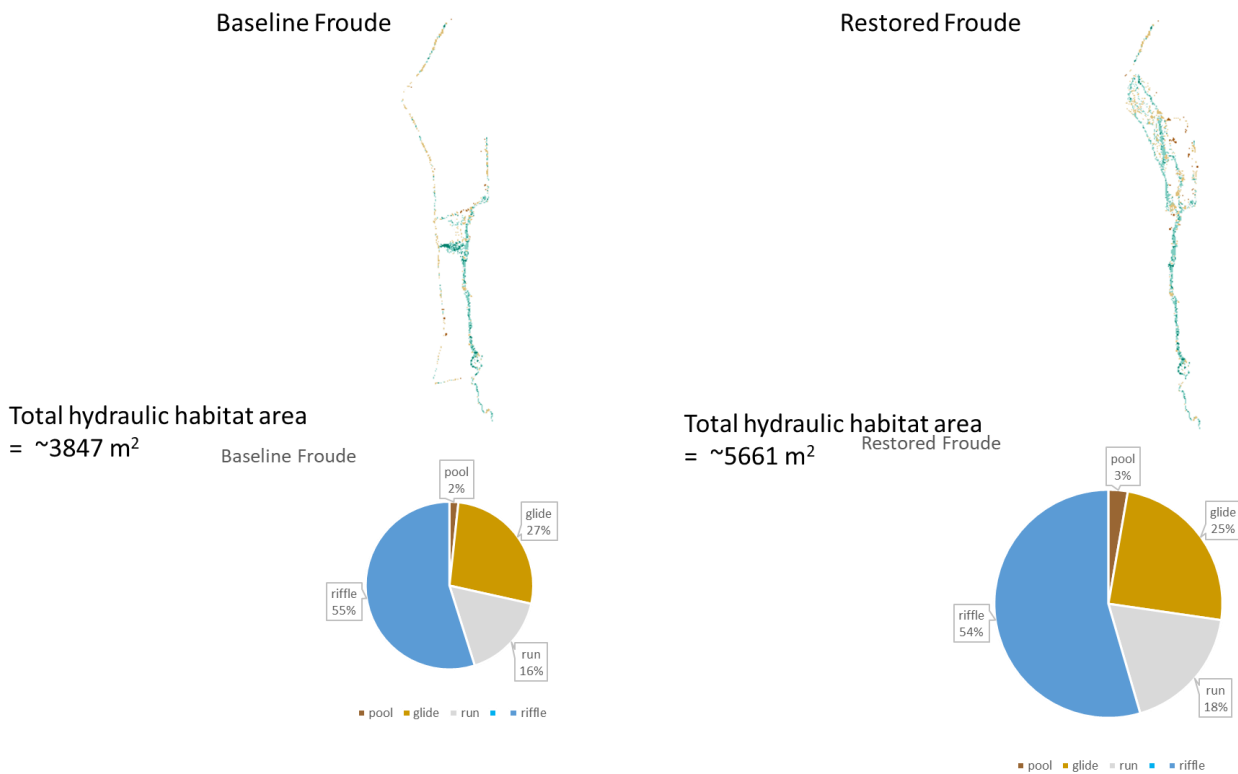 Baseline Froude
Restored Froude
Total hydraulic habitat area
= ~3847 m²
Baseline Froude
pool
2%
glide
27%
riffle
55%
run
16%
pool glide run riffle
Total hydraulic habitat area
= ~5661 m²
Restored Froude
pool
3%
glide
25%
riffle
54%
run
18%
pool glide run riffle